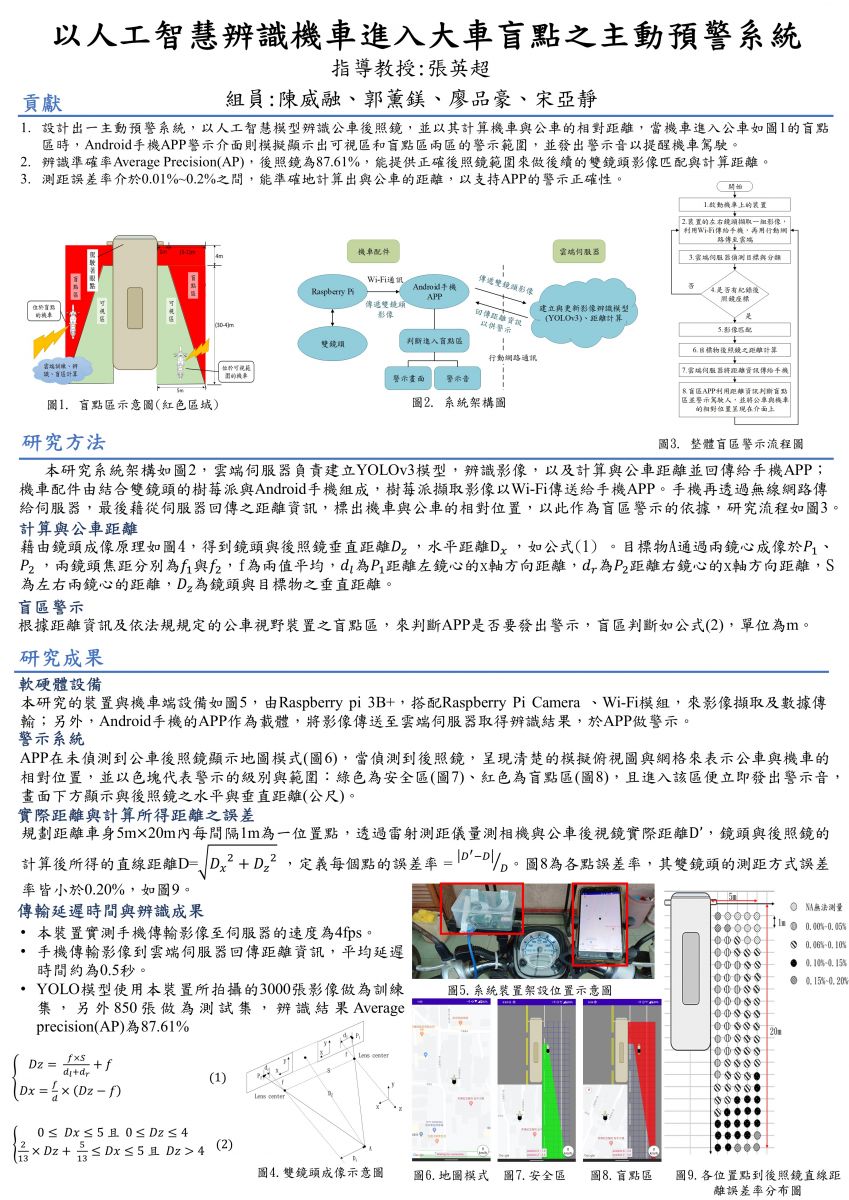 以人工智慧辨識機車進入大車盲點之主動預警系統
指導教授:張英超
組員:陳威融、郭薰鎂、廖品豪、宋亞靜
貢獻
1. 設計出一主動預警系統，以人工智慧模型辨識公車後照鏡，並以其計算機車與公車的相對距離，當機車進入公車如圖1的盲點
區時，Android手機APP警示介面則模擬顯示出可視區和盲點區兩區的警示範圍，並發出警示音以提醒機車駕駛。
2. 辨識準確率Average Precision(AP)，後照鏡為87.61%，能提供正確後照鏡範圍來做後續的雙鏡頭影像匹配與計算距離。
3. 測距誤差率介於0.01%~0.2%之間，能準確地計算出與公車的距離，以支持APP的警示正確性。
駕駛者眼點
4m
盲點區
盲點區
可視區
可視區
(30-4)m
位於盲點的機車
雲端訓練、辨識、盲區計算
位於可視範圍的機車
5m
圖1. 盲點區示意圖(紅色區域)
機車配件
雲端伺服器
Raspberry Pi
Wi-Fi通訊
傳遞雙鏡頭影像
Android手機APP
傳遞雙鏡頭影像
回傳距離資訊以供警示
建立與更新影像辨識模型(YOLOv3)、距離計算
雙鏡頭
判斷進入盲點區
行動網路通訊
警示畫面
警示音
圖2. 系統架構圖
開始
1.啟動機車上的裝置
2.裝置的左右鏡頭擷取一組影像，
利用Wi-Fi傳給手機，再用行動網
路傳至雲端
3.雲端伺服器偵測目標與分離
否
4.是否有紀錄後照鏡座標
是
5.影像匹配
6.目標物後照鏡之距離計算
7.雲端伺服器將距離資訊傳給手機
8.盲區APP利用距離資訊判斷盲點
區並警示駕駛人，並將公車與機車
的相對位置呈現在介面上
圖3. 整體盲區警示流程圖
研究方法
本研究系統架構如圖2，雲端伺服器負責建立YOLOv3模型，辨識影像，以及計算與公車距離並回傳給手機APP；
機車配件由結合雙鏡頭的樹莓派與Android手機組成，樹莓派擷取影像以Wi-Fi傳送給手機APP。手機再透過無線網路傳
給伺服器，最後藉從伺服器回傳之距離資訊，標出機車與公車的相對位置，以此作為盲區警示的依據，研究流程如圖3。
計算與公車距離
藉由鏡頭成像原理如圖4，得到鏡頭與後照鏡垂直距離D_z，水平距離D_x，如公式(1)。目標物A通過兩鏡心成像於P₁、
P₂，兩鏡頭焦距分別為f₁與f₂，f為兩值平均，d_l為P₁距離左鏡心的x軸方向距離，d_r為P₂距離右鏡心的x軸方向距離，S
為左右兩鏡心的距離，D_z為鏡頭與目標物之垂直距離。
盲區警示
根據距離資訊及依法規規定的公車視野裝置之盲點區，來判斷APP是否要發出警示，盲區判斷如公式(2)，單位為m。
研究成果
軟硬體設備
本研究的裝置與機車端設備如圖5，由Raspberry pi 3B+，搭配Raspberry Pi Camera 、Wi-Fi模組，來影像擷取及數據傳
輸；另外，Android手機的APP作為載體，將影像傳送至雲端伺服器取得辨識結果，於APP做警示。
警示系統
APP在未偵測到公車後照鏡顯示地圖模式(圖6)，當偵測到後照鏡，呈現清楚的模擬俯視圖與網格來表示公車與機車的
相對位置，並以色塊代表警示的級別與範圍：綠色為安全區(圖7)、紅色為盲點區(圖8)，且進入該區便立即發出警示音，
畫面下方顯示與後照鏡之水平與垂直距離(公尺)。
實際距離與計算所得距離之誤差
規劃距離車身5m×20m內每間隔1m為一位置點，透過雷射測距儀量測相機與公車後視鏡實際距離D′，鏡頭與後照鏡的
計算後所得的直線距離D=√(D_x² + D_z²)，定義每個點的誤差率 = |D′−D|/D。圖8為各點誤差率，其雙鏡頭的測距方式誤差
率皆小於0.20%，如圖9。
傳輸延遲時間與辨識成果
• 本裝置實測手機傳輸影像至伺服器的速度為4fps。
• 手機傳輸影像到雲端伺服器回傳距離資訊，平均延遲
時間約為0.5秒。
• YOLO模型使用本裝置所拍攝的3000張影像做為訓練
集，另外850張做為測試集，辨識結果Average
precision(AP)為87.61%
Dz = (f×S)/(d_l+d_r) + f
Dx = f/d × (Dz − f)
(1)
0 ≤ Dx ≤ 5 且 0 ≤ Dz ≤ 4
2/13 × Dz + 5/13 ≤ Dx ≤ 5 且 Dz > 4
(2)
Lens center
Lens center
S
D_z
A
圖4.雙鏡頭成像示意圖
圖5.系統裝置架設位置示意圖
圖6.地圖模式
圖7.安全區
圖8.盲點區
5m
1m
20m
NA無法測量
0.00%-0.05%
0.06%-0.10%
0.10%-0.15%
0.15%-0.20%
圖9.各位置點到後照鏡直線距
離誤差率分布圖